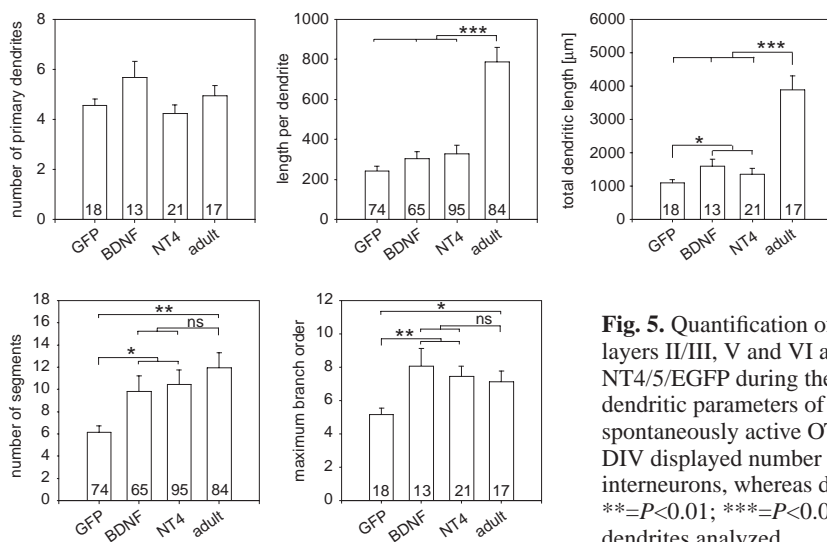 number of primary dendrites
8
6
4
2
0
18
13
21
17
GFP
BDNF
NT4
adult
length per dendrite
1000
800
600
400
200
0
***
74
65
95
84
GFP
BDNF
NT4
adult
total dendritic length [µm]
6000
5000
4000
3000
2000
1000
0
***
*
18
13
21
17
GFP
BDNF
NT4
adult
number of segments
18
16
14
12
10
8
6
4
2
0
**
ns
*
74
65
95
84
GFP
BDNF
NT4
adult
maximum branch order
12
10
8
6
4
2
0
*
ns
**
18
13
21
17
GFP
BDNF
NT4
adult
Fig. 5. Quantification o
layers II/III, V and VI a
NT4/5/EGFP during the
dendritic parameters of
spontaneously active OT
DIV displayed number
interneurons, whereas d
**=P<0.01; ***=P<0.0
dendrites analyzed.